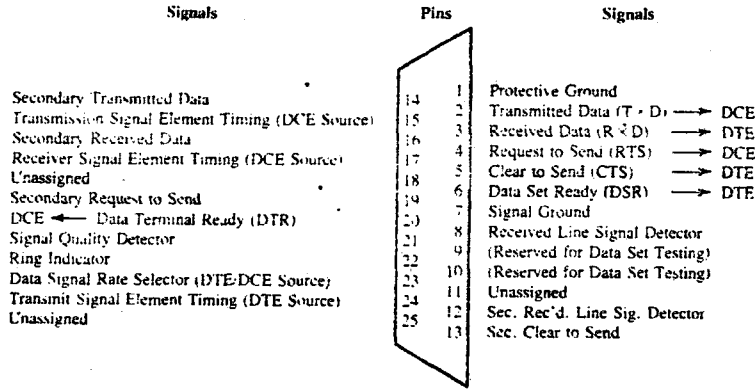 Signals Pins Signals
Secondary Transmitted Data
Transmission Signal Element Timing (DCE Source)
Secondary Received Data
Receiver Signal Element Timing (DCE Source)
Unassigned
Secondary Request to Send
DCE ← Data Terminal Ready (DTR)
Signal Quality Detector
Ring Indicator
Data Signal Rate Selector (DTE/DCE Source)
Transmit Signal Element Timing (DTE Source)
Unassigned
14
15
16
17
18
19
20
21
22
23
24
25
1 Protective Ground
2 Transmitted Data (T × D) → DCE
3 Received Data (R × D) → DTE
4 Request to Send (RTS) → DCE
5 Clear to Send (CTS) → DTE
6 Data Set Ready (DSR) → DTE
7 Signal Ground
8 Received Line Signal Detector
9 (Reserved for Data Set Testing)
10 (Reserved for Data Set Testing)
11 Unassigned
12 Sec. Rec'd. Line Sig. Detector
13 Sec. Clear to Send